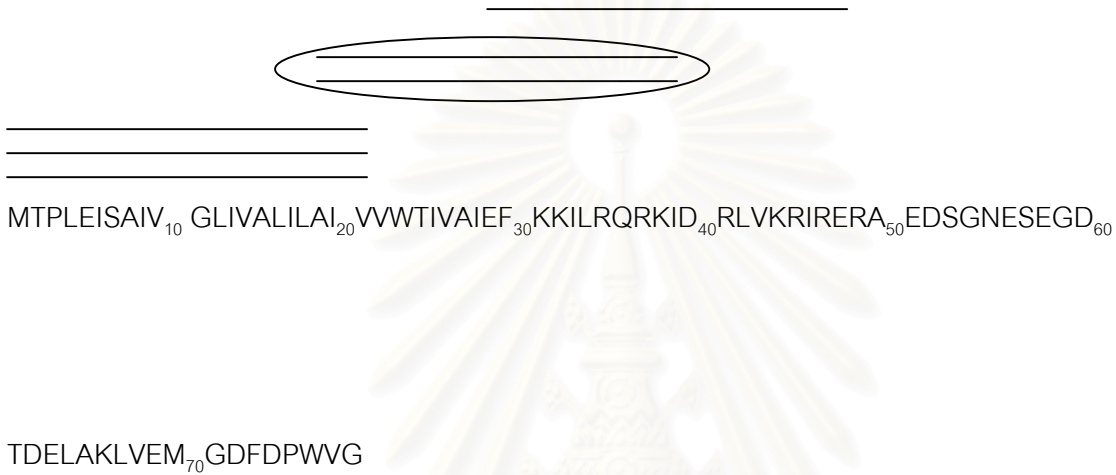 MTPLEISAIV₁₀ GLIVALILAI₂₀VVWTIVAIEF₃₀KKILRQRKID₄₀RLVKRIRERA₅₀EDSGNESEGD₆₀
TDELAKLVEM₇₀GDFDPWVG